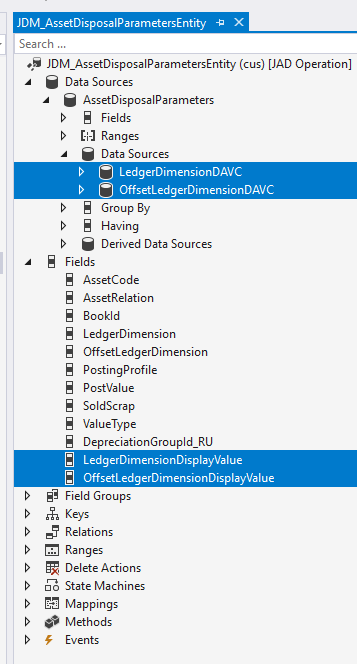 JDM_AssetDisposalParametersEntity
Search ...
JDM_AssetDisposalParametersEntity (cus) [JAD Operation]
Data Sources
AssetDisposalParameters
Fields
Ranges
Data Sources
LedgerDimensionDAVC
OffsetLedgerDimensionDAVC
Group By
Having
Derived Data Sources
Fields
AssetCode
AssetRelation
BookId
LedgerDimension
OffsetLedgerDimension
PostingProfile
PostValue
SoldScrap
ValueType
DepreciationGroupId_RU
LedgerDimensionDisplayValue
OffsetLedgerDimensionDisplayValue
Field Groups
Keys
Relations
Ranges
Delete Actions
State Machines
Mappings
Methods
Events